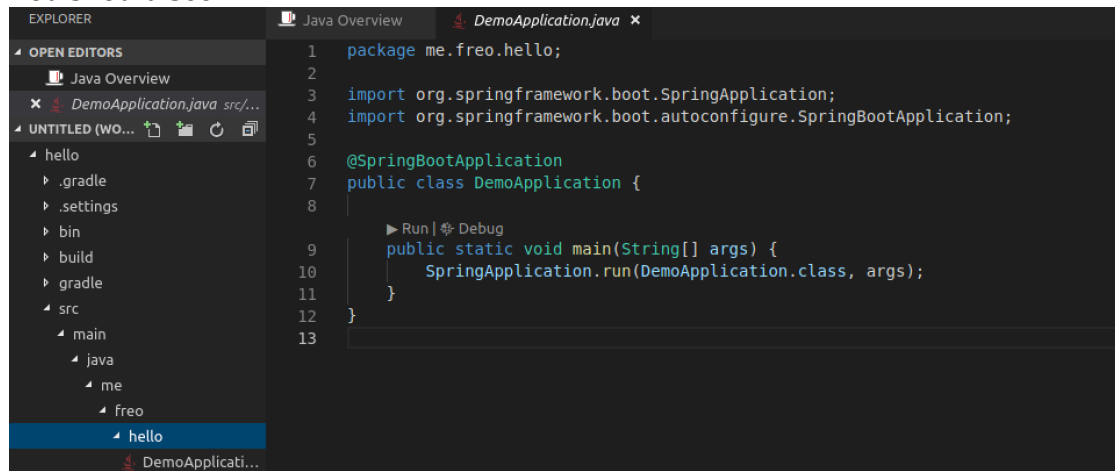 EXPLORER
OPEN EDITORS
Java Overview
DemoApplication.java src/...
UNTITLED (WO...
hello
.gradle
.settings
bin
build
gradle
src
main
java
me
freo
hello
DemoApplicati...
Java Overview
DemoApplication.java
1 package me.freo.hello;
2
3 import org.springframework.boot.SpringApplication;
4 import org.springframework.boot.autoconfigure.SpringBootApplication;
5
6 @SpringBootApplication
7 public class DemoApplication {
8
Run | Debug
9 public static void main(String[] args) {
10 SpringApplication.run(DemoApplication.class, args);
11 }
12 }
13